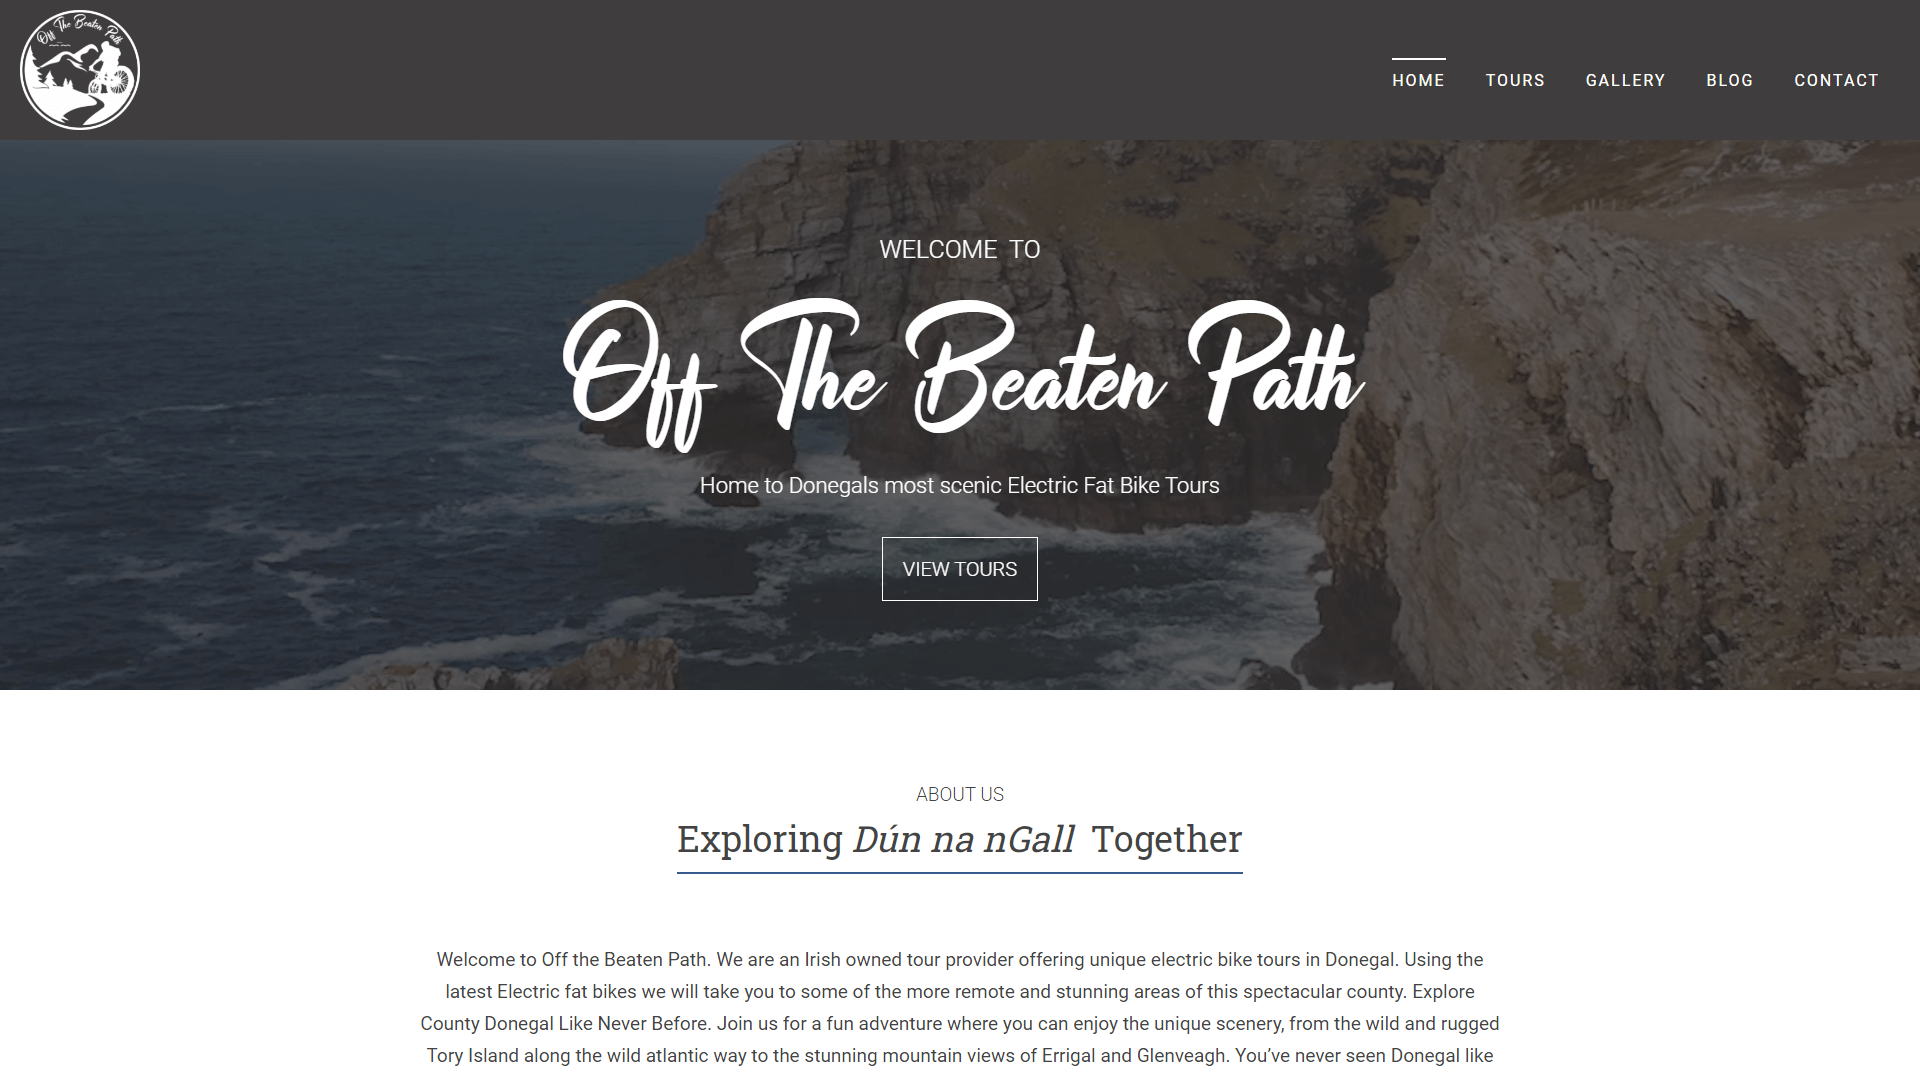 Off The Beaten Path
HOME TOURS GALLERY BLOG CONTACT
WELCOME TO
Off The Beaten Path
Home to Donegals most scenic Electric Fat Bike Tours
VIEW TOURS
ABOUT US
Exploring Dún na nGall Together
Welcome to Off the Beaten Path. We are an Irish owned tour provider offering unique electric bike tours in Donegal. Using the
latest Electric fat bikes we will take you to some of the more remote and stunning areas of this spectacular county. Explore
County Donegal Like Never Before. Join us for a fun adventure where you can enjoy the unique scenery, from the wild and rugged
Tory Island along the wild atlantic way to the stunning mountain views of Errigal and Glenveagh. You’ve never seen Donegal like